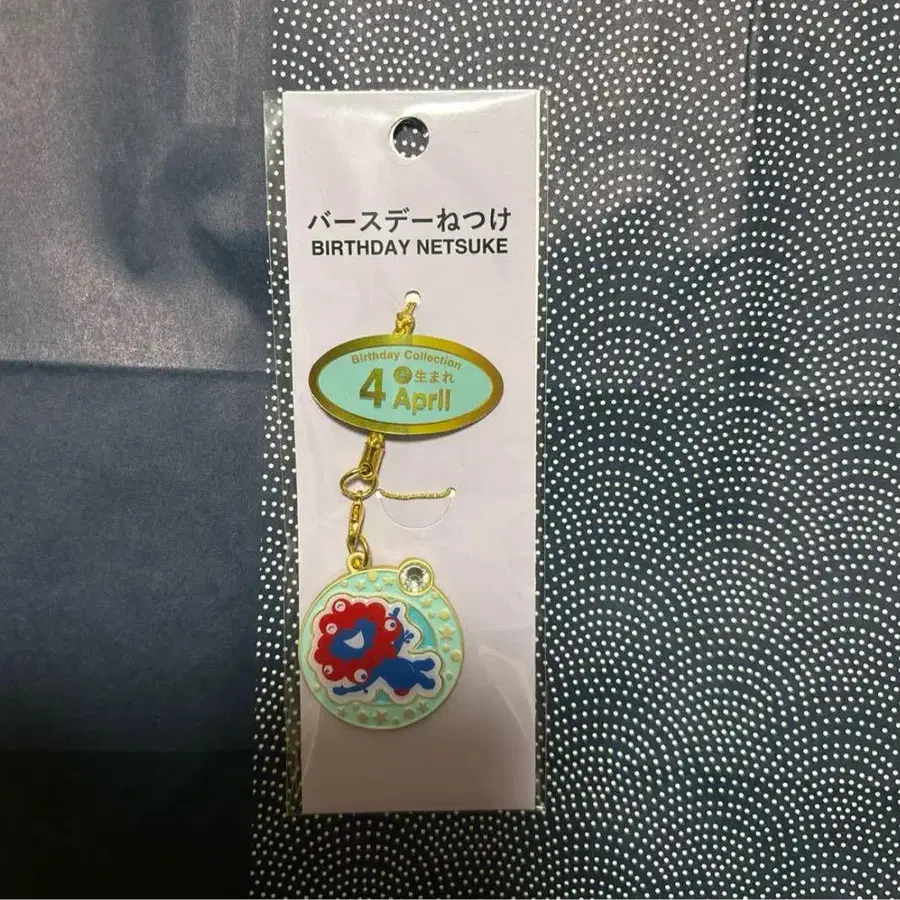 バースデーねつけ
BIRTHDAY NETSUKE
Birthday Collection
4月生まれ
April